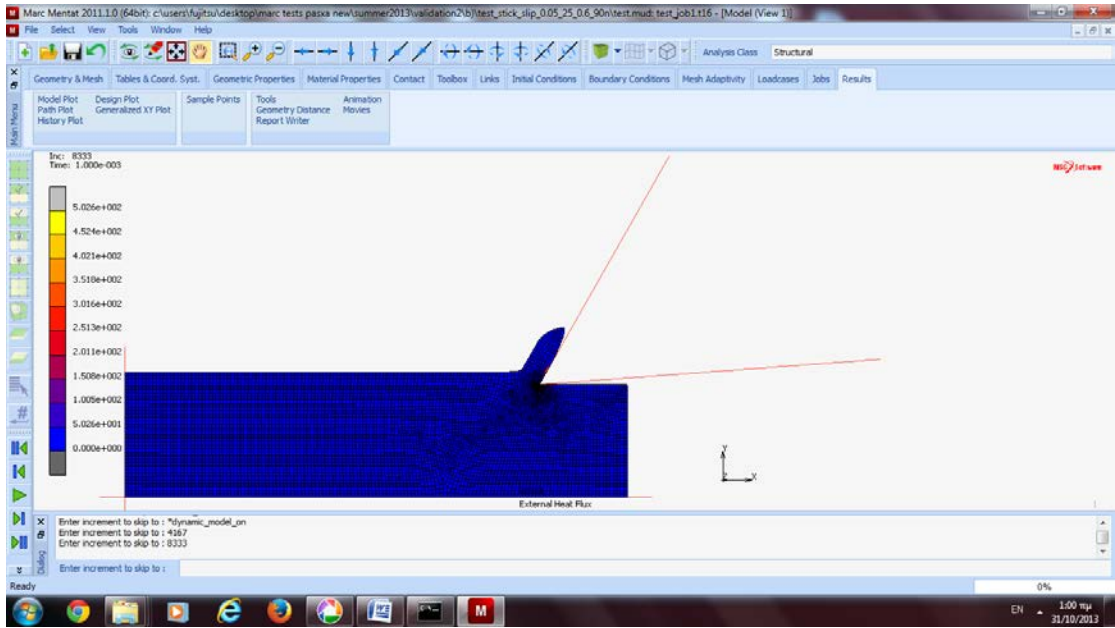 Marc Mentat 2011.1.0 (64bit): c:\users\fujitsu\desktop\marc tests pasxa new\summer2013\validation2\b)\test_stick_slip_0.05_25_0.6_90n\test.mud: test_job1.t16 - [Model (View 1)]
File Select View Tools Window Help
Analysis Class Structural
Geometry & Mesh Tables & Coord. Syst. Geometric Properties Material Properties Contact Toolbox Links Initial Conditions Boundary Conditions Mesh Adaptivity Loadcases Jobs Results
Main Menu
Model Plot Design Plot Sample Points Tools Animation
Path Plot Generalized XY Plot Geometry Distance Movies
History Plot Report Writer
Inc: 8333
Time: 1.000e-003
MSC Software
5.026e+002
4.524e+002
4.021e+002
3.518e+002
3.016e+002
2.513e+002
2.011e+002
1.508e+002
1.005e+002
5.026e+001
0.000e+000
Y
Z X
External Heat Flux
1
Dialog
Enter increment to skip to : *dynamic_model_on
Enter increment to skip to : 4167
Enter increment to skip to : 8333
Enter increment to skip to :
Ready
0%
EN
1:00 πμ
31/10/2013